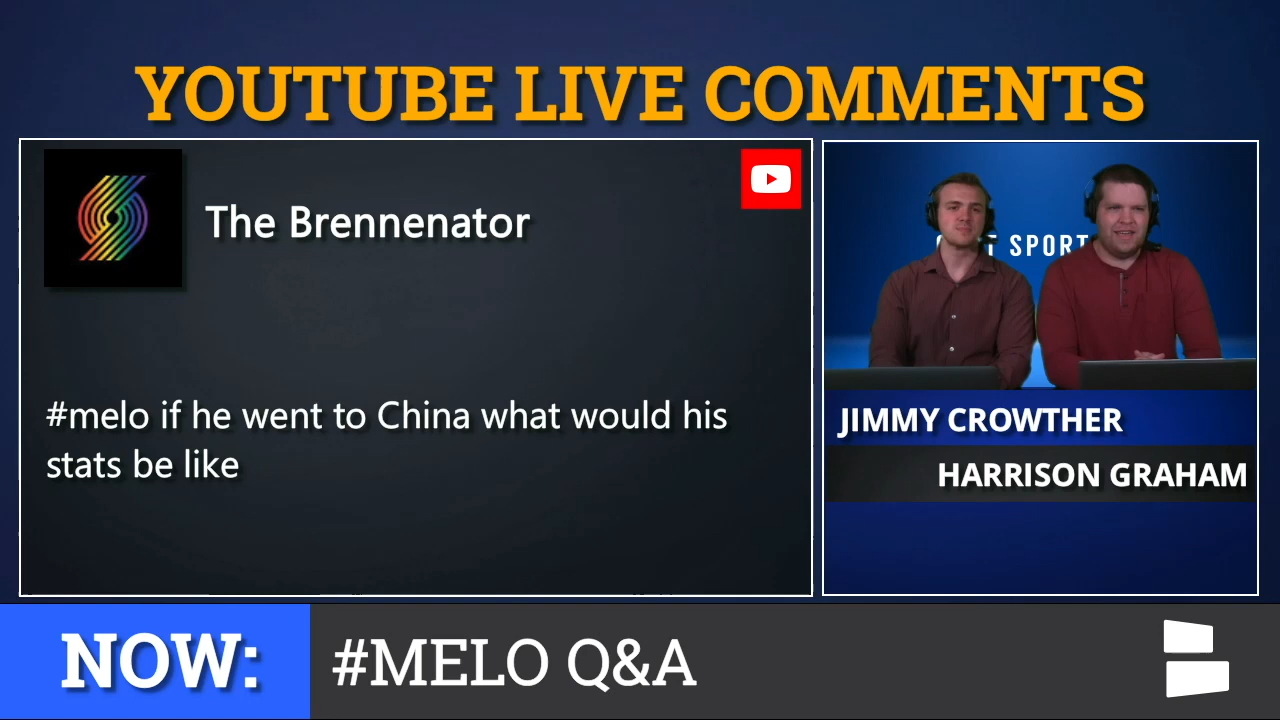 YOUTUBE LIVE COMMENTS
The Brennenator
#melo if he went to China what would his
stats be like
SPORT
JIMMY CROWTHER
HARRISON GRAHAM
NOW:
#MELO Q&A